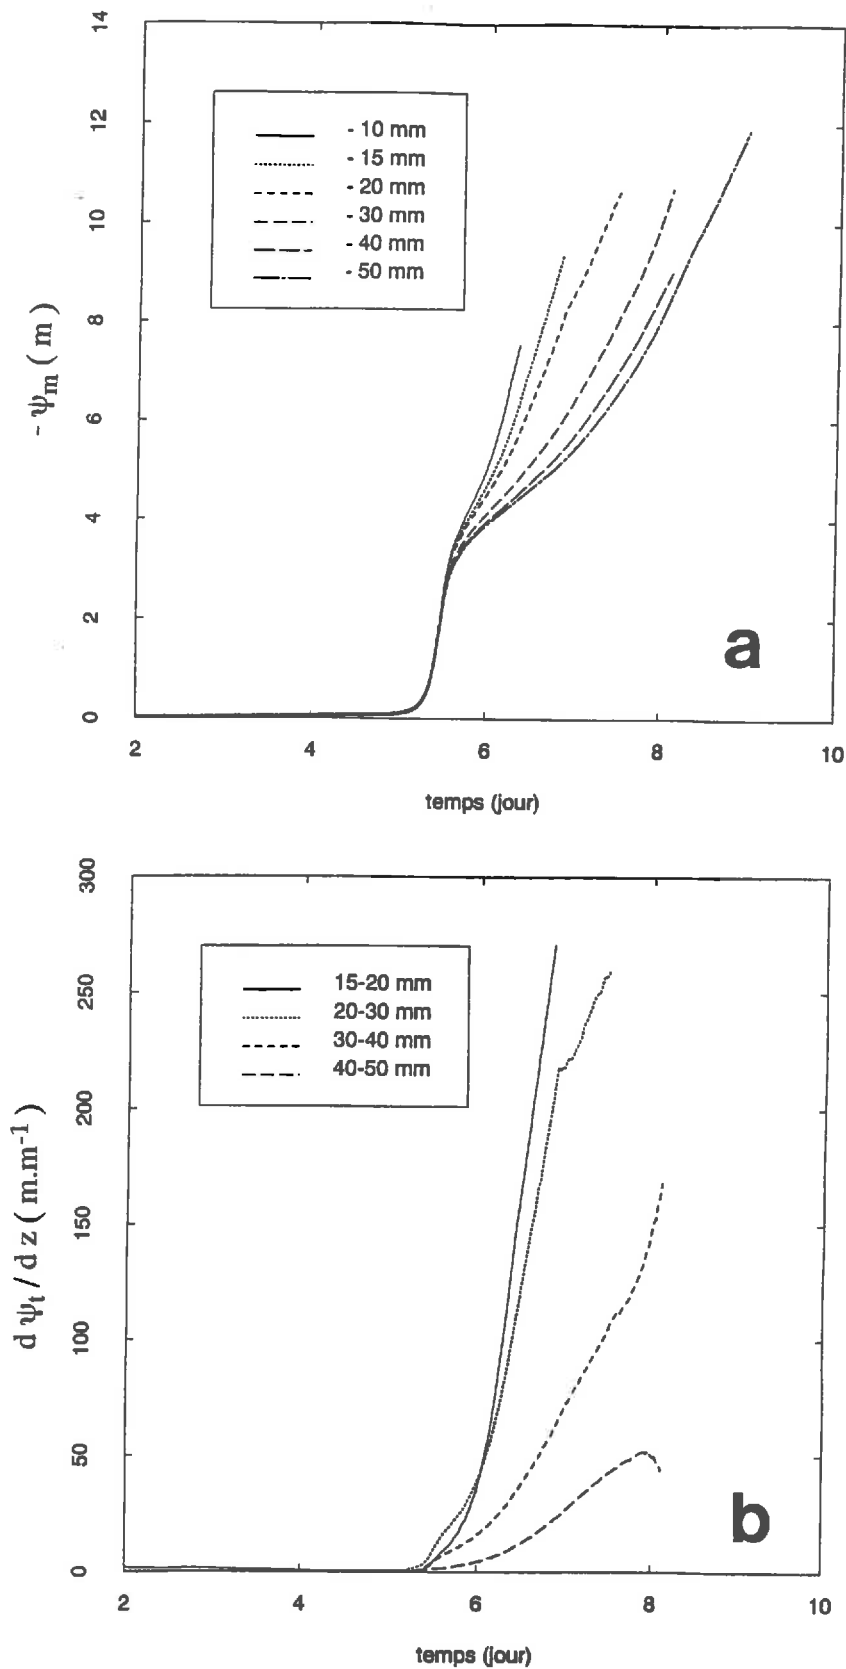 14
12
10
8
6
4
2
0
- ψm ( m )
- 10 mm
- 15 mm
- 20 mm
- 30 mm
- 40 mm
- 50 mm
a
2 4 6 8 10
temps (jour)
300
250
200
150
100
50
0
d ψt / d z ( m.m-1 )
15-20 mm
20-30 mm
30-40 mm
40-50 mm
b
2 4 6 8 10
temps (jour)